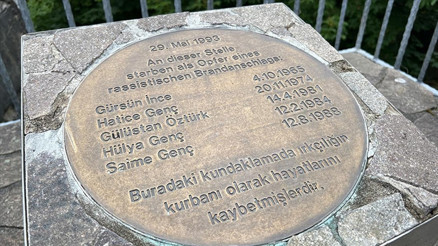 29. Mai 1993
An dieser Stelle
starben als Opfer eines
rassistischen Brandanschlags:
Gürsün İnce 4.10.1965
Hatice Genç 20.11.1974
Gülüstan Öztürk 14.4.1981
Hülya Genç 12.2.1984
Saime Genç 12.8.1988
Buradaki kundaklamada ırkçılığın
kurbanı olarak hayatlarını
kaybetmişlerdir.